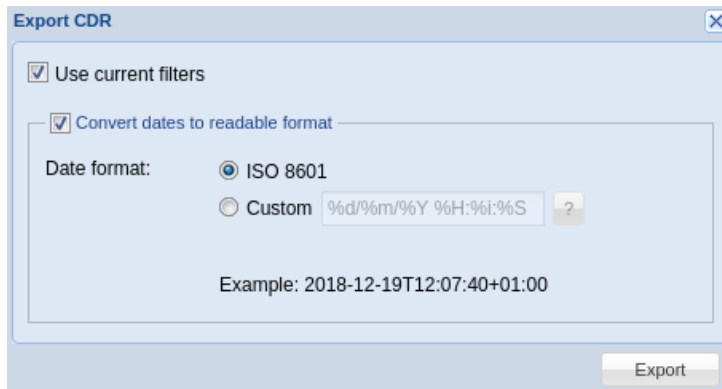 Export CDR
Use current filters
Convert dates to readable format
Date format:
ISO 8601
Custom %d/%m/%Y %H:%i:%S ?
Example: 2018-12-19T12:07:40+01:00
Export